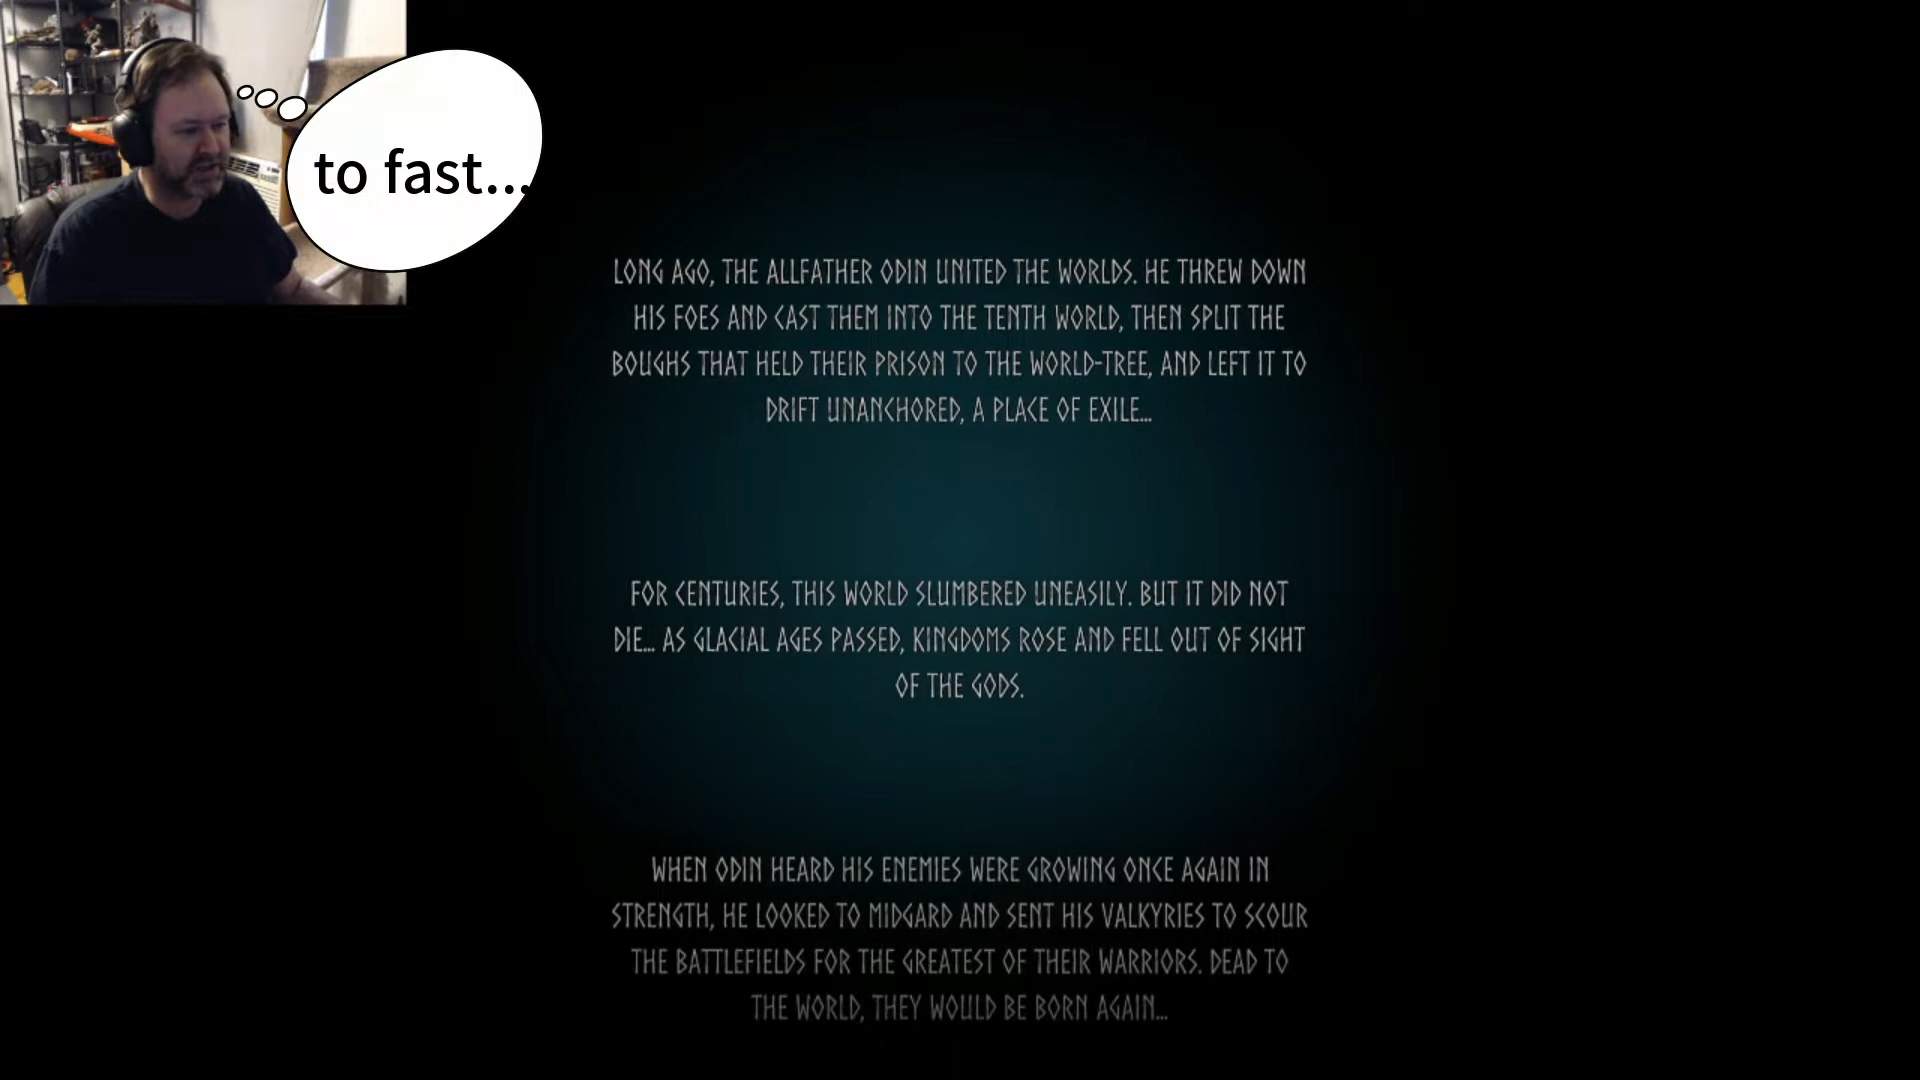 to fast...
LONG AGO, THE ALLFATHER ODIN UNITED THE WORLDS. HE THREW DOWN
HIS FOES AND CAST THEM INTO THE TENTH WORLD, THEN SPLIT THE
BOUGHS THAT HELD THEIR PRISON TO THE WORLD-TREE, AND LEFT IT TO
DRIFT UNANCHORED, A PLACE OF EXILE...
FOR CENTURIES, THIS WORLD SLUMBERED UNEASILY. BUT IT DID NOT
DIE... AS GLACIAL AGES PASSED, KINGDOMS ROSE AND FELL OUT OF SIGHT
OF THE GODS.
WHEN ODIN HEARD HIS ENEMIES WERE GROWING ONCE AGAIN IN
STRENGTH, HE LOOKED TO MIDGARD AND SENT HIS VALKYRIES TO SCOUR
THE BATTLEFIELDS FOR THE GREATEST OF THEIR WARRIORS. DEAD TO
THE WORLD, THEY WOULD BE BORN AGAIN...